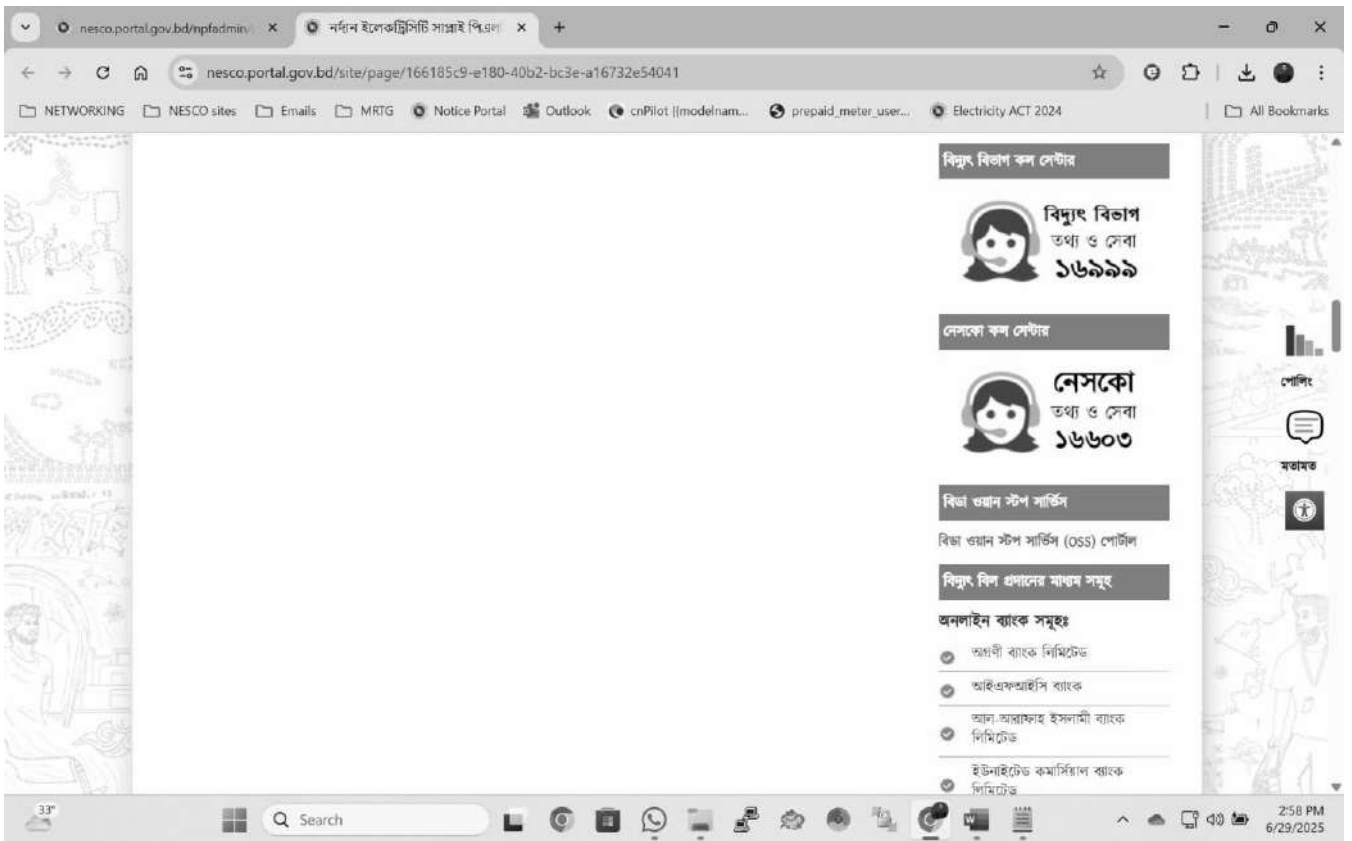 nesco.portal.gov.bd/npfadmin/
নর্দান ইলেকট্রিসিটি সাপ্লাই পি.এল
nesco.portal.gov.bd/site/page/166185c9-e180-40b2-bc3e-a16732e54041
NETWORKING NESCO sites Emails MRTG Notice Portal Outlook cnPilot {{modelnam... prepaid_meter_user... Electricity ACT 2024 All Bookmarks
বিদ্যুৎ বিভাগ কল সেন্টার
বিদ্যুৎ বিভাগ
তথ্য ও সেবা
১৬৯৯৯
নেসকো কল সেন্টার
নেসকো
তথ্য ও সেবা
১৬৬০৩
পোলিং
মতামত
বিডা ওয়ান স্টপ সার্ভিস
বিডা ওয়ান স্টপ সার্ভিস (OSS) পোর্টাল
বিদ্যুৎ বিল প্রদানের মাধ্যম সমূহ
অনলাইন ব্যাংক সমূহঃ
অগ্রণী ব্যাংক লিমিটেড
আইএফআইসি ব্যাংক
আল-আরাফাহ ইসলামী ব্যাংক
লিমিটেড
ইউনাইটেড কমার্সিয়াল ব্যাংক
লিমিটেড
33°
Search
2:58 PM
6/29/2025